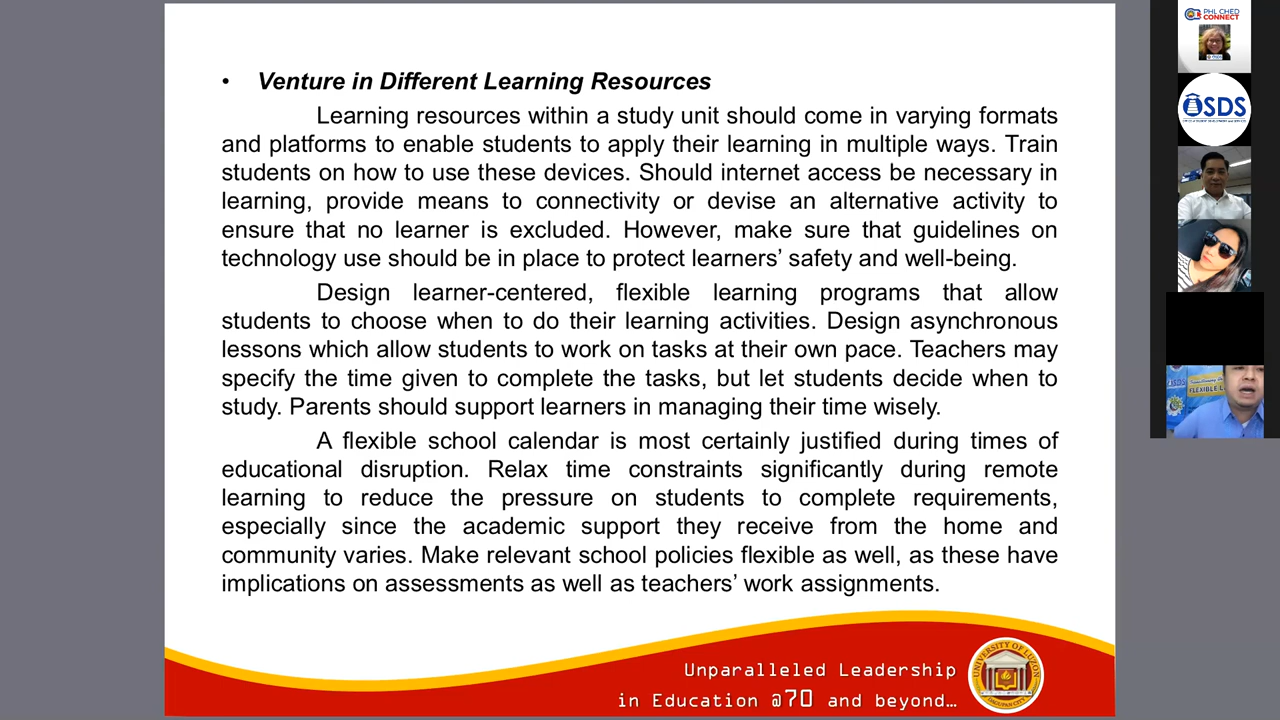 • Venture in Different Learning Resources
Learning resources within a study unit should come in varying formats
and platforms to enable students to apply their learning in multiple ways. Train
students on how to use these devices. Should internet access be necessary in
learning, provide means to connectivity or devise an alternative activity to
ensure that no learner is excluded. However, make sure that guidelines on
technology use should be in place to protect learners’ safety and well-being.
Design learner-centered, flexible learning programs that allow
students to choose when to do their learning activities. Design asynchronous
lessons which allow students to work on tasks at their own pace. Teachers may
specify the time given to complete the tasks, but let students decide when to
study. Parents should support learners in managing their time wisely.
A flexible school calendar is most certainly justified during times of
educational disruption. Relax time constraints significantly during remote
learning to reduce the pressure on students to complete requirements,
especially since the academic support they receive from the home and
community varies. Make relevant school policies flexible as well, as these have
implications on assessments as well as teachers’ work assignments.
Unparalleled Leadership
in Education @70 and beyond…
UNIVERSITY OF LUZON
DAGUPAN CITY
PHL CHED
CONNECT
OSDS
FLEXIBLE L